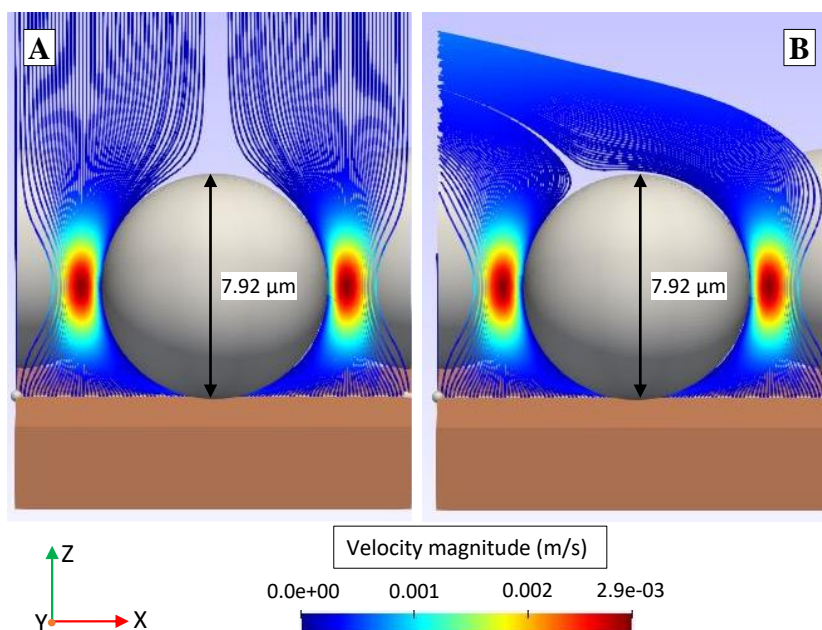 A
B
7.92 µm
7.92 µm
Z
Y
X
Velocity magnitude (m/s)
0.0e+00 0.001 0.002 2.9e-03